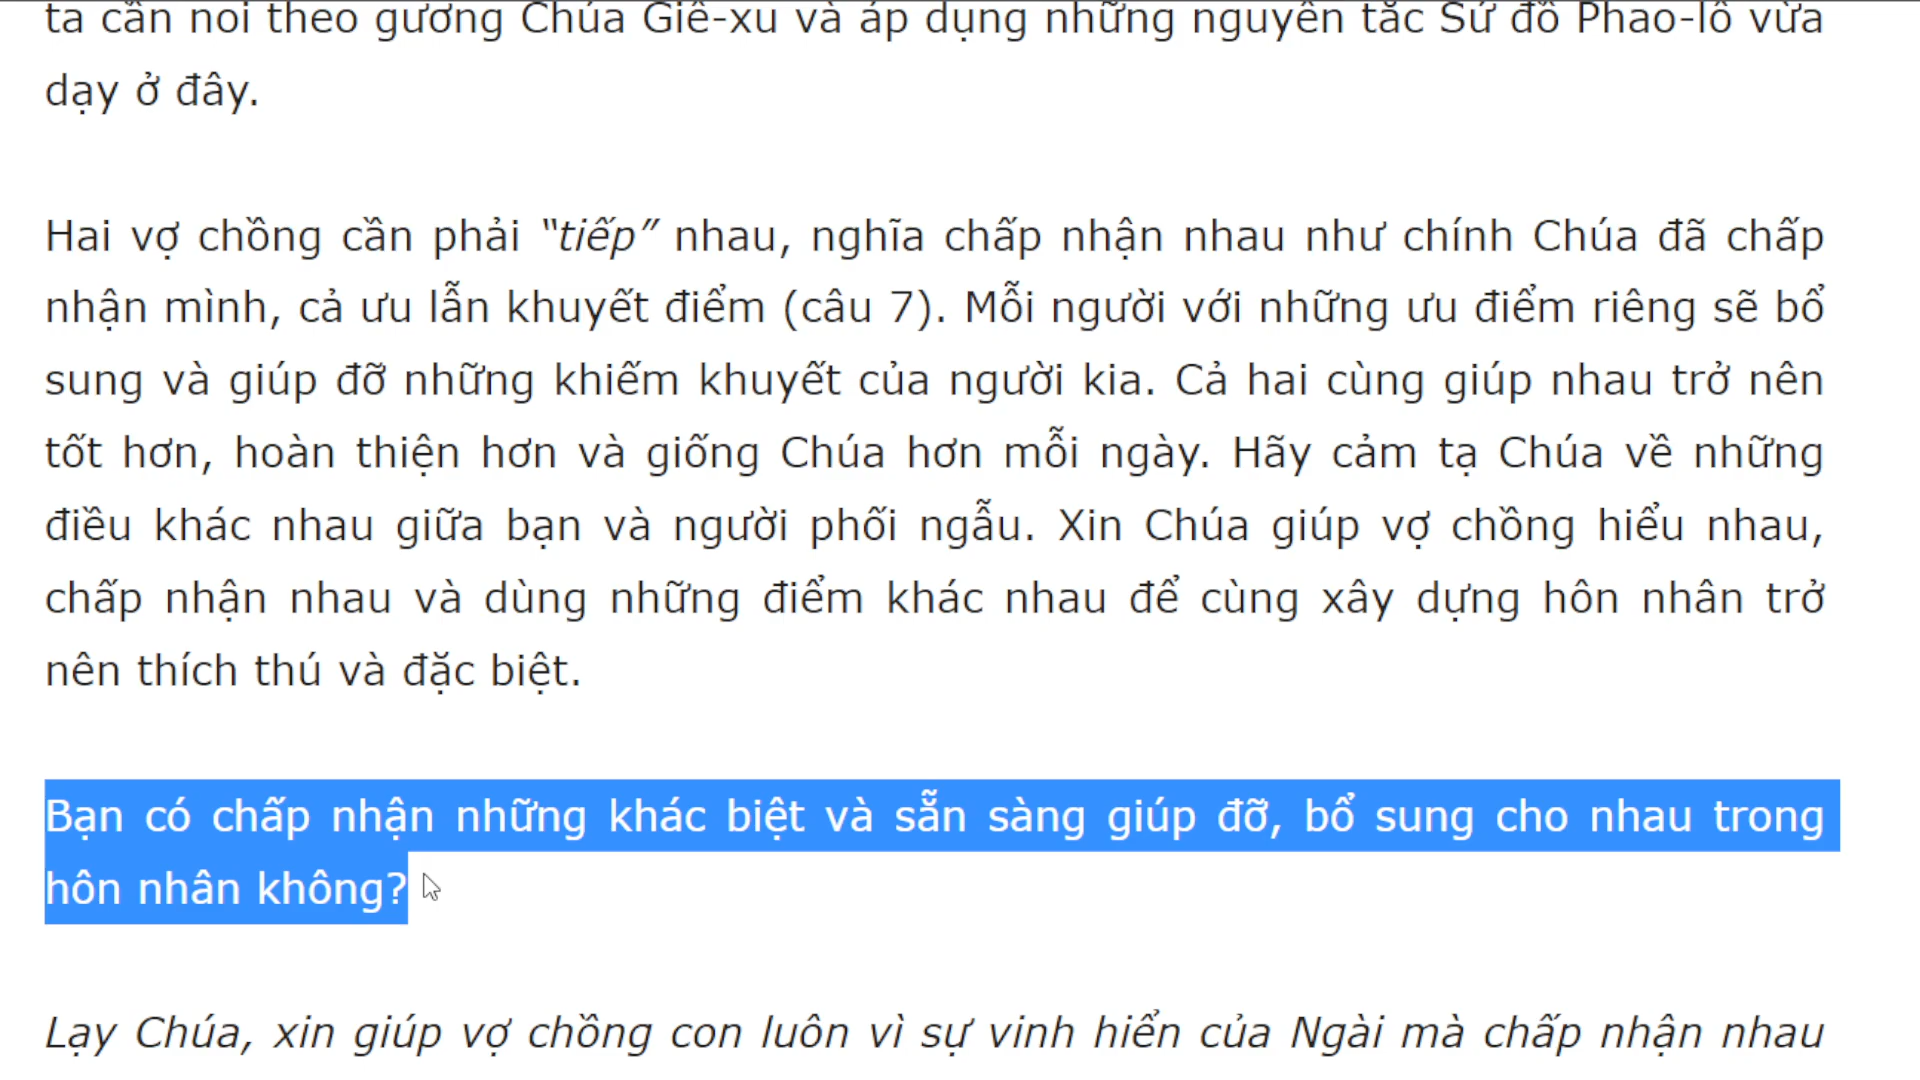 ta cần noi theo gương Chúa Giê-xu và áp dụng những nguyên tắc Sứ đồ Phao-lô vừa
dạy ở đây.
Hai vợ chồng cần phải “tiếp” nhau, nghĩa chấp nhận nhau như chính Chúa đã chấp
nhận mình, cả ưu lẫn khuyết điểm (câu 7). Mỗi người với những ưu điểm riêng sẽ bổ
sung và giúp đỡ những khiếm khuyết của người kia. Cả hai cùng giúp nhau trở nên
tốt hơn, hoàn thiện hơn và giống Chúa hơn mỗi ngày. Hãy cảm tạ Chúa về những
điều khác nhau giữa bạn và người phối ngẫu. Xin Chúa giúp vợ chồng hiểu nhau,
chấp nhận nhau và dùng những điểm khác nhau để cùng xây dựng hôn nhân trở
nên thích thú và đặc biệt.
Bạn có chấp nhận những khác biệt và sẵn sàng giúp đỡ, bổ sung cho nhau trong
hôn nhân không?
Lạy Chúa, xin giúp vợ chồng con luôn vì sự vinh hiển của Ngài mà chấp nhận nhau